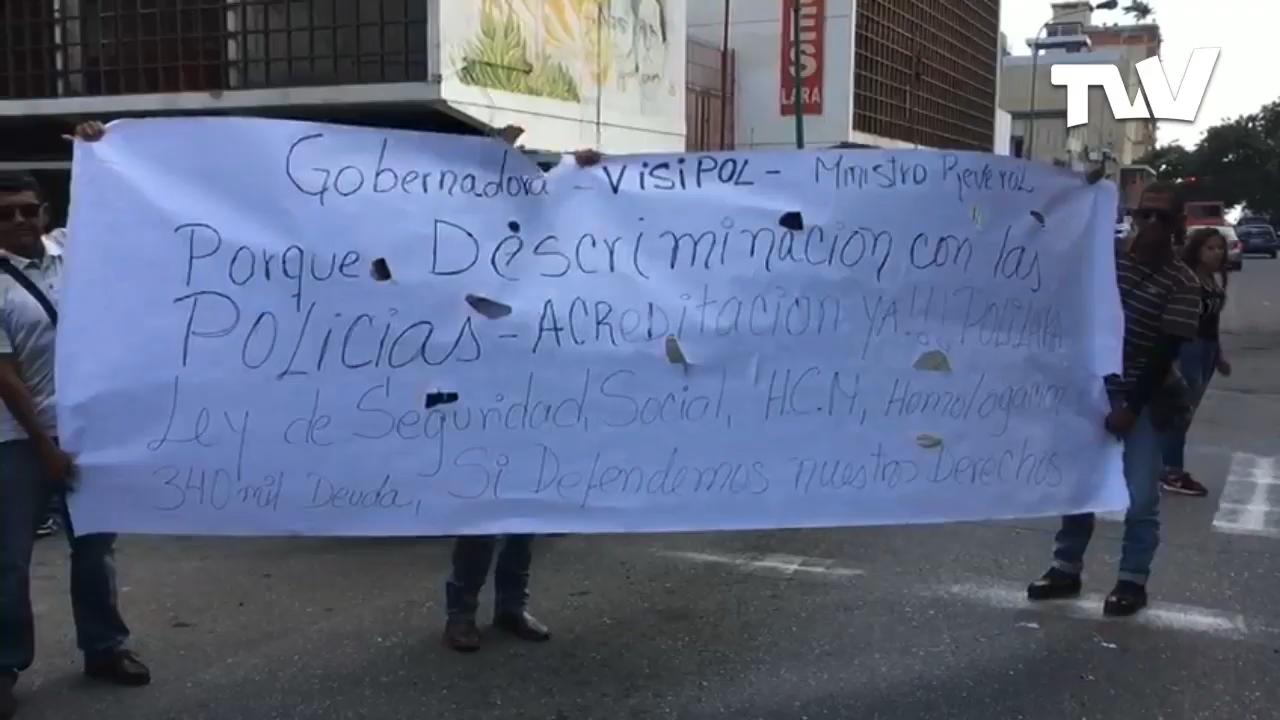 TVV
ES
LARA
Gobernadora - VISIPOL - Ministro Reverol
Porque Descriminacion con las
Policias - ACReditacion YA!!! POLILARA
Ley de Seguridad Social, H.C.M, Homologacion
340 mil Deuda, Si Defendemos nuestros Derechos